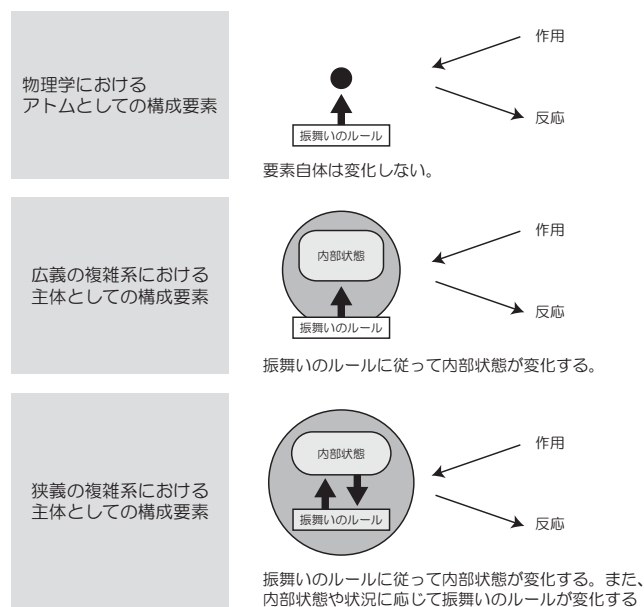 物理学における
アトムとしての構成要素
作用
反応
振舞いのルール
要素自体は変化しない。
広義の複雑系における
主体としての構成要素
内部状態
作用
反応
振舞いのルール
振舞いのルールに従って内部状態が変化する。
狭義の複雑系における
主体としての構成要素
内部状態
作用
反応
振舞いのルール
振舞いのルールに従って内部状態が変化する。また、
内部状態や状況に応じて振舞いのルールが変化する